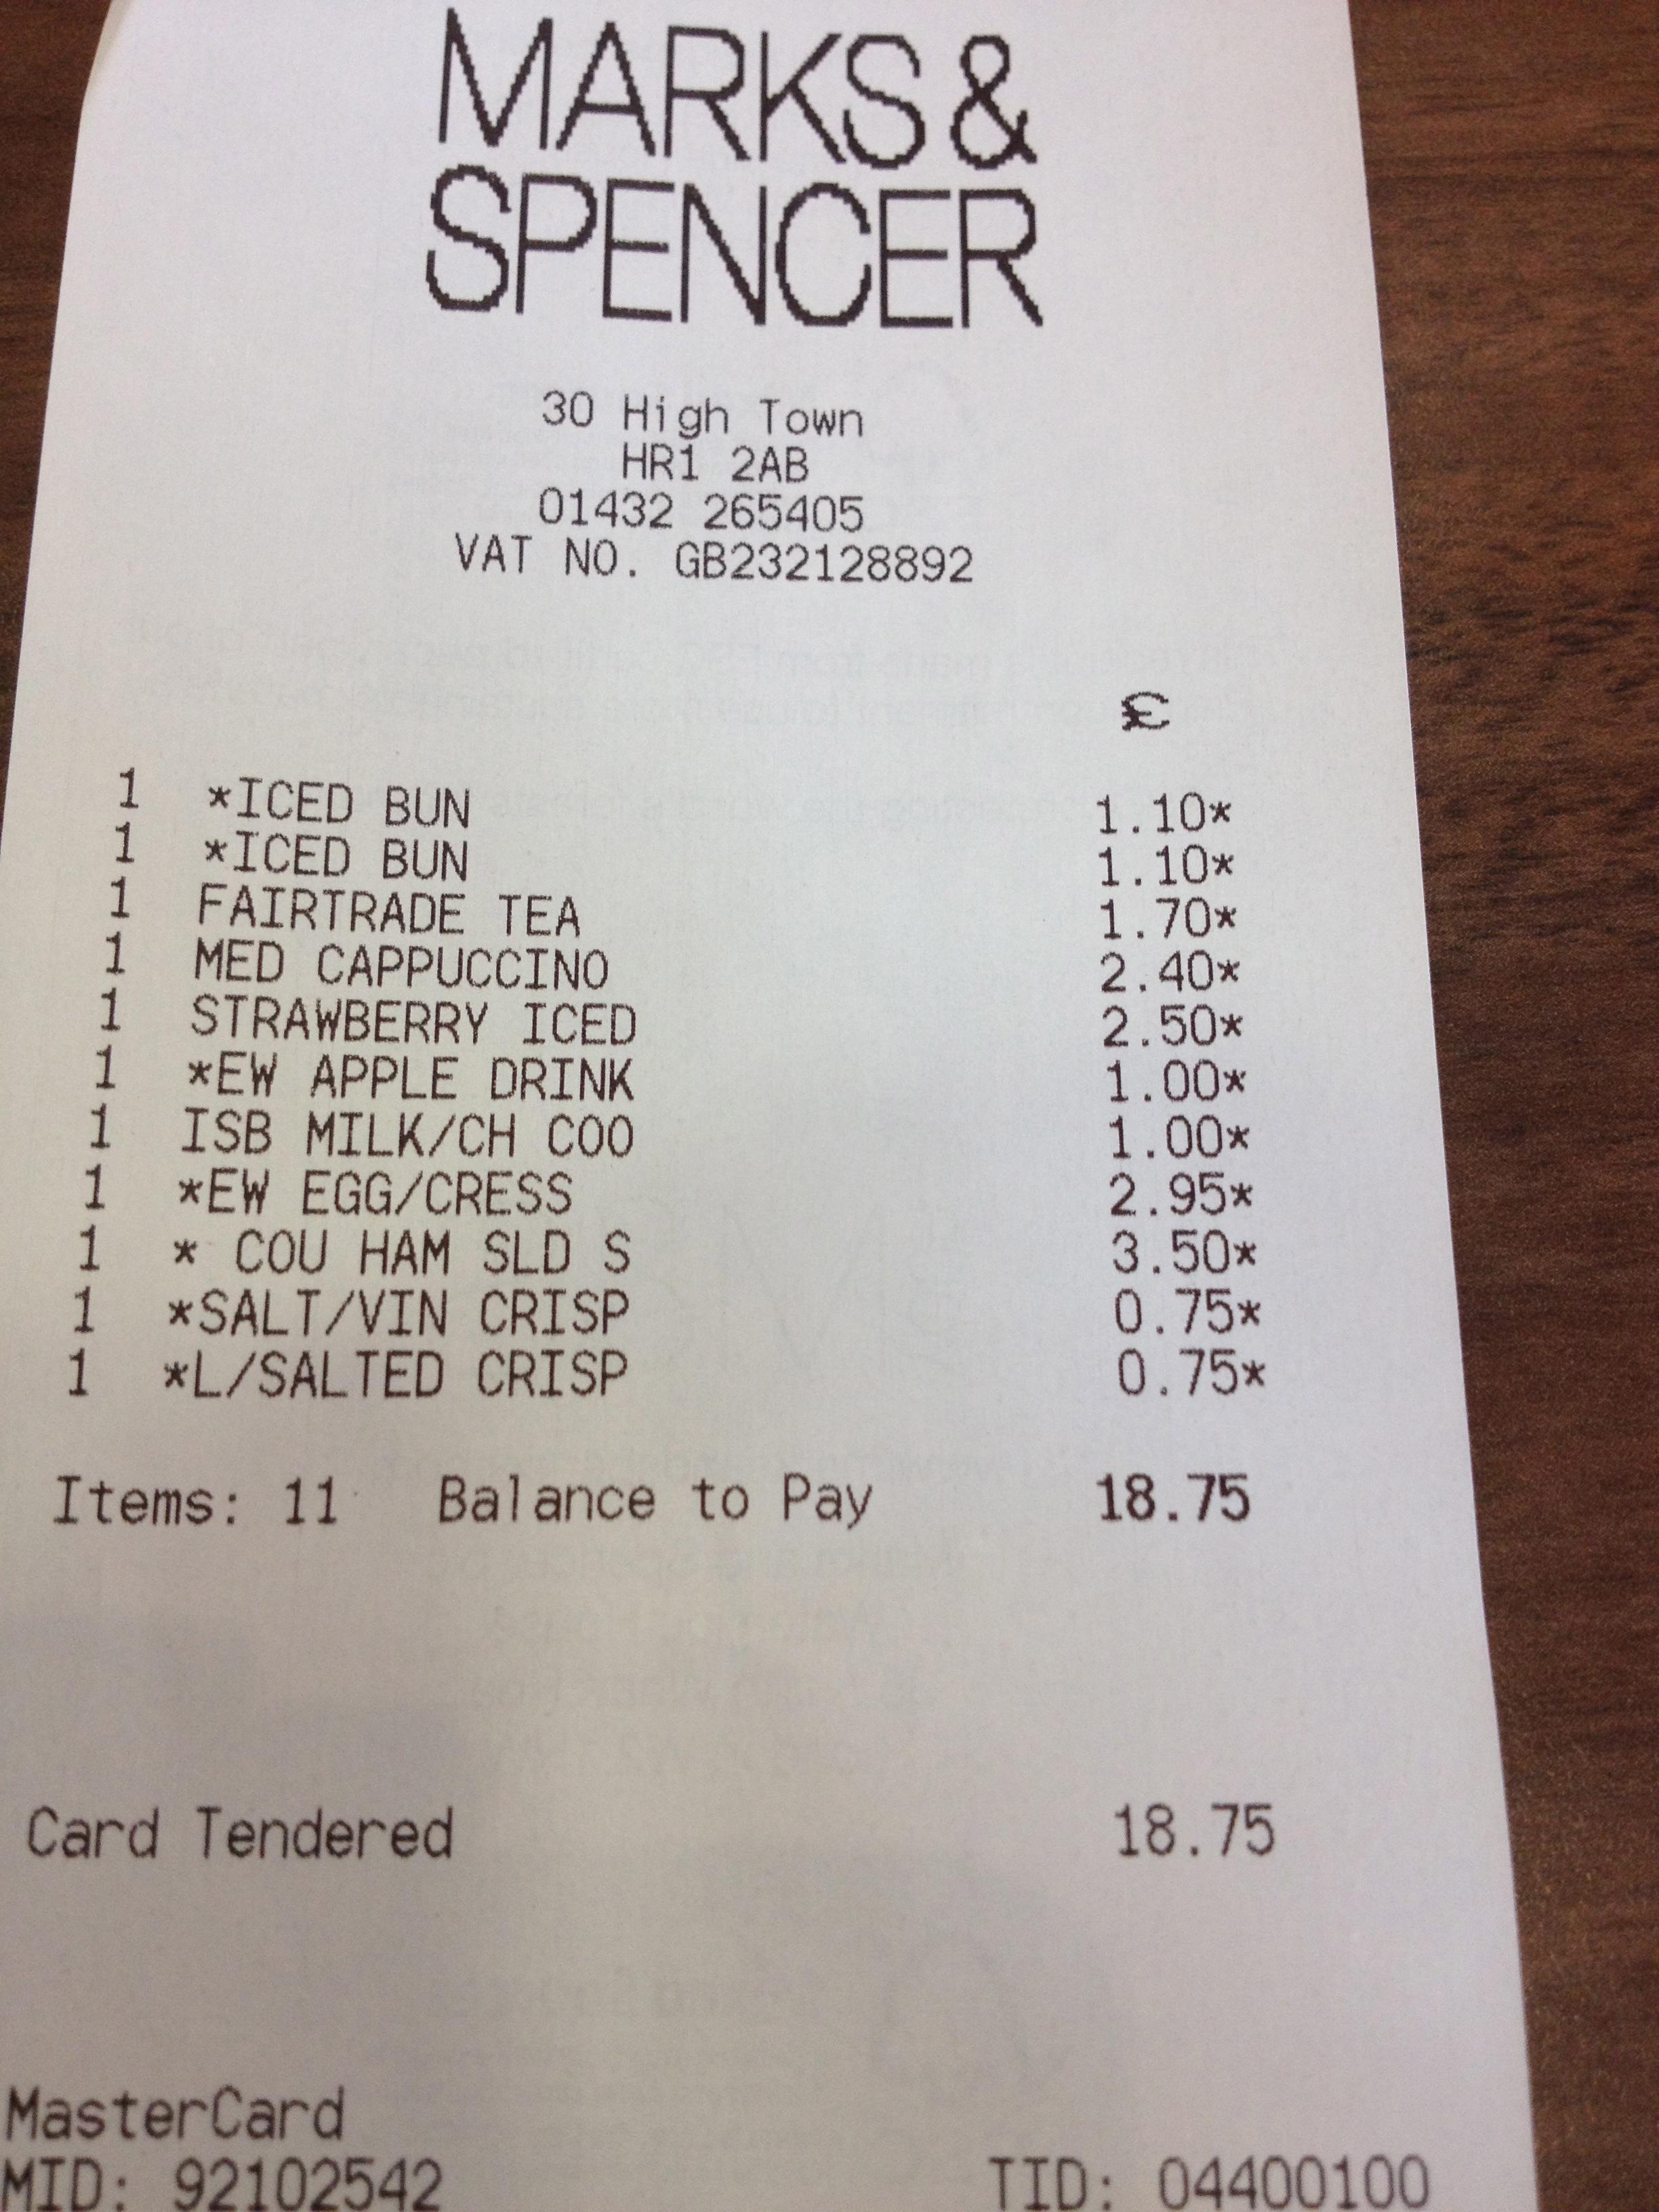 MARKS &
SPENCER
30 High Town
HR1 2AB
01432 265405
VAT NO. GB232128892
£
1 *ICED BUN 1.10*
1 *ICED BUN 1.10*
1 FAIRTRADE TEA 1.70*
1 MED CAPPUCCINO 2.40*
1 STRAWBERRY ICED 2.50*
1 *EW APPLE DRINK 1.00*
1 ISB MILK/CH COO 1.00*
1 *EW EGG/CRESS 2.95*
1 * COU HAM SLD S 3.50*
1 *SALT/VIN CRISP 0.75*
1 *L/SALTED CRISP 0.75*
Items: 11 Balance to Pay 18.75
Card Tendered 18.75
MasterCard
MID: 92102542 TID: 04400100